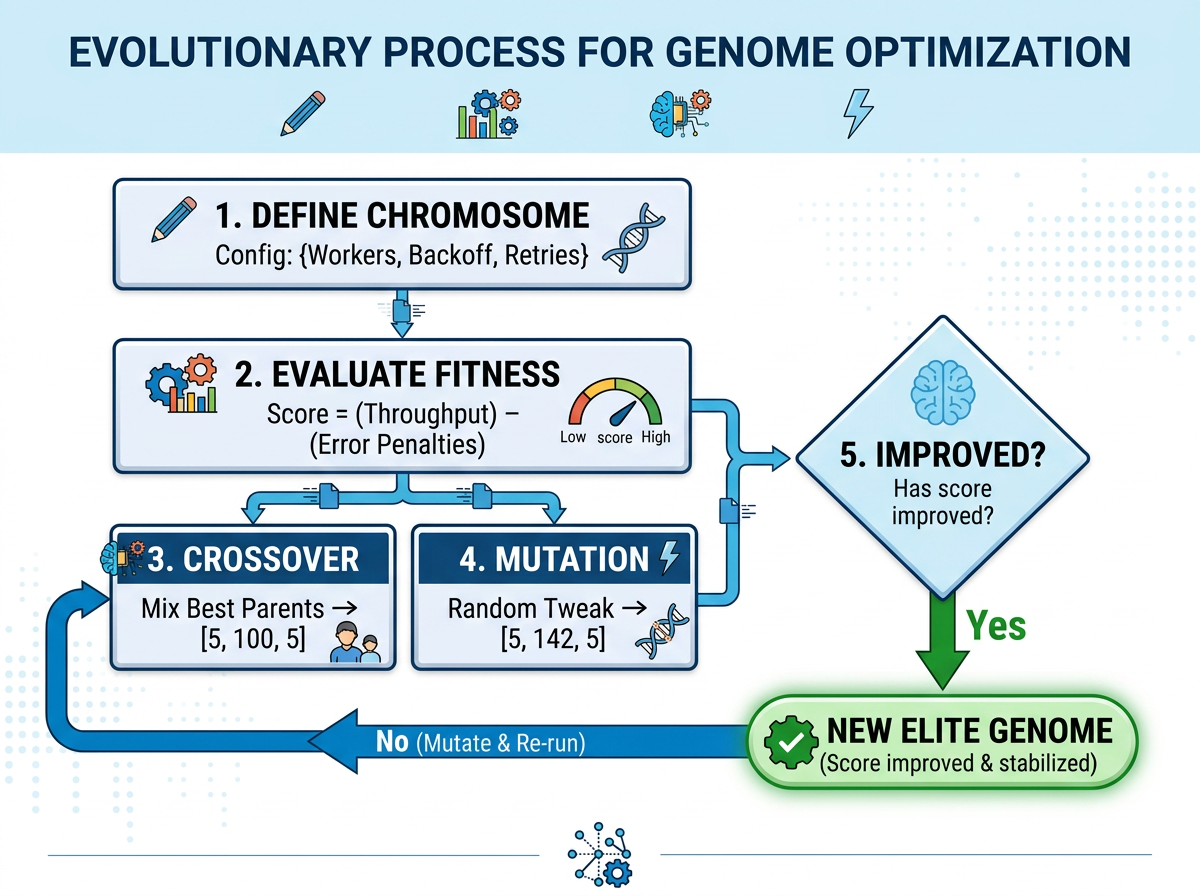 EVOLUTIONARY PROCESS FOR GENOME OPTIMIZATION
1. DEFINE CHROMOSOME
Config: {Workers, Backoff, Retries}
2. EVALUATE FITNESS
Score = (Throughput) –
(Error Penalties)
Low score High
3. CROSSOVER
Mix Best Parents →
[5, 100, 5]
4. MUTATION
Random Tweak →
[5, 142, 5]
5. IMPROVED?
Has score
improved?
Yes
NEW ELITE GENOME
(Score improved & stabilized)
No (Mutate & Re-run)